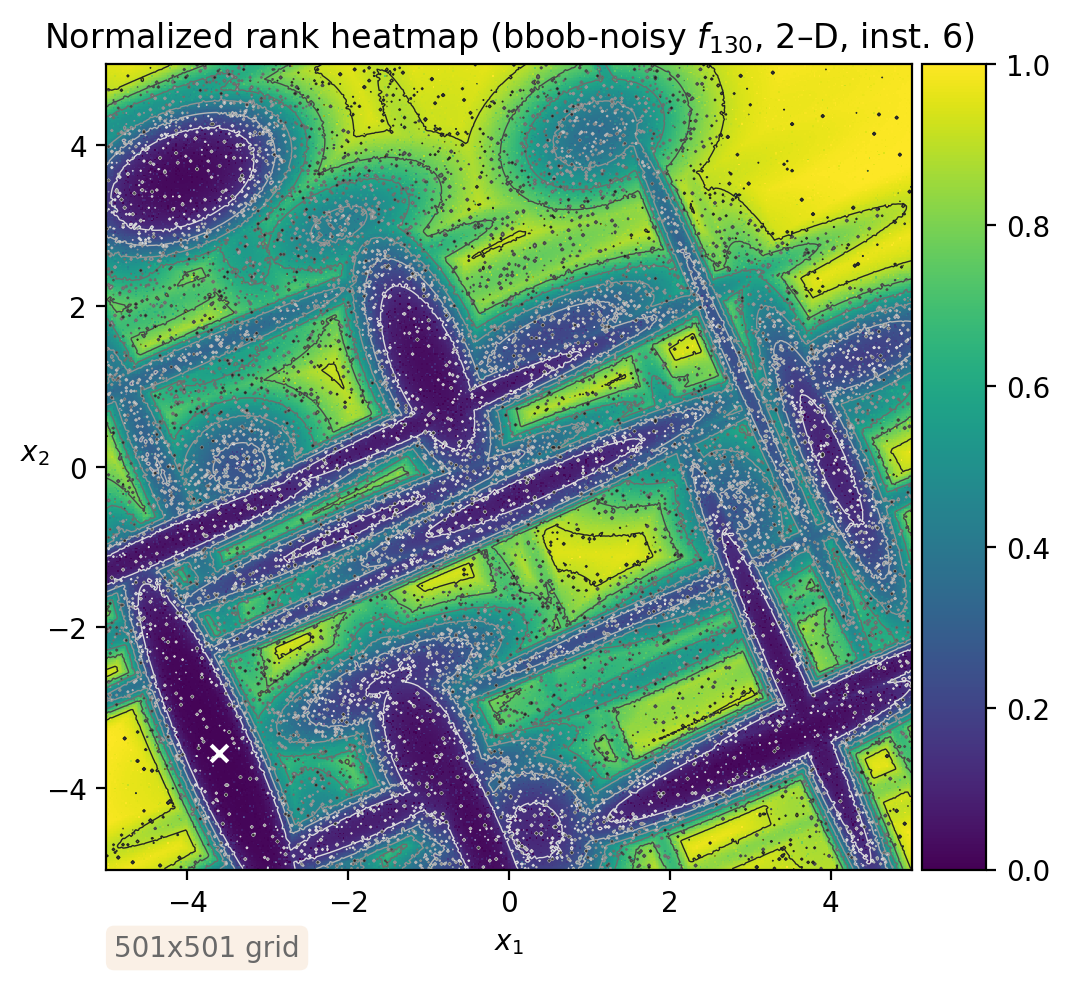 Normalized rank heatmap (bbob-noisy f₁₃₀, 2–D, inst. 6)
4
2
0
−2
−4
x₂
−4 −2 0 2 4
x₁
1.0
0.8
0.6
0.4
0.2
0.0
501x501 grid